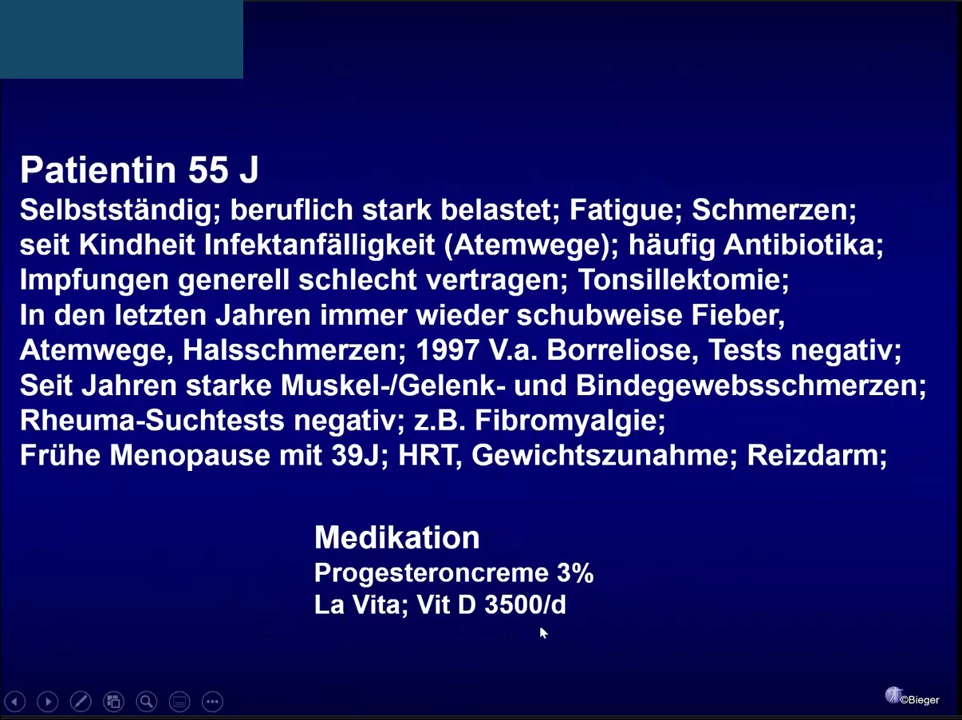 Patientin 55 J
Selbstständig; beruflich stark belastet; Fatigue; Schmerzen;
seit Kindheit Infektanfälligkeit (Atemwege); häufig Antibiotika;
Impfungen generell schlecht vertragen; Tonsillektomie;
In den letzten Jahren immer wieder schubweise Fieber,
Atemwege, Halsschmerzen; 1997 V.a. Borreliose, Tests negativ;
Seit Jahren starke Muskel-/Gelenk- und Bindegewebsschmerzen;
Rheuma-Suchtests negativ; z.B. Fibromyalgie;
Frühe Menopause mit 39J; HRT, Gewichtszunahme; Reizdarm;
Medikation
Progesteroncreme 3%
La Vita; Vit D 3500/d
©Bieger